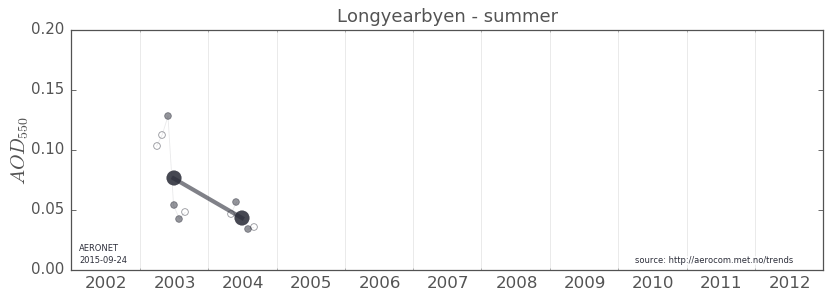 Longyearbyen - summer
0.20
0.15
0.10
0.05
0.00
AOD550
AERONET
2015-09-24
source: http://aerocom.met.no/trends
2002 2003 2004 2005 2006 2007 2008 2009 2010 2011 2012